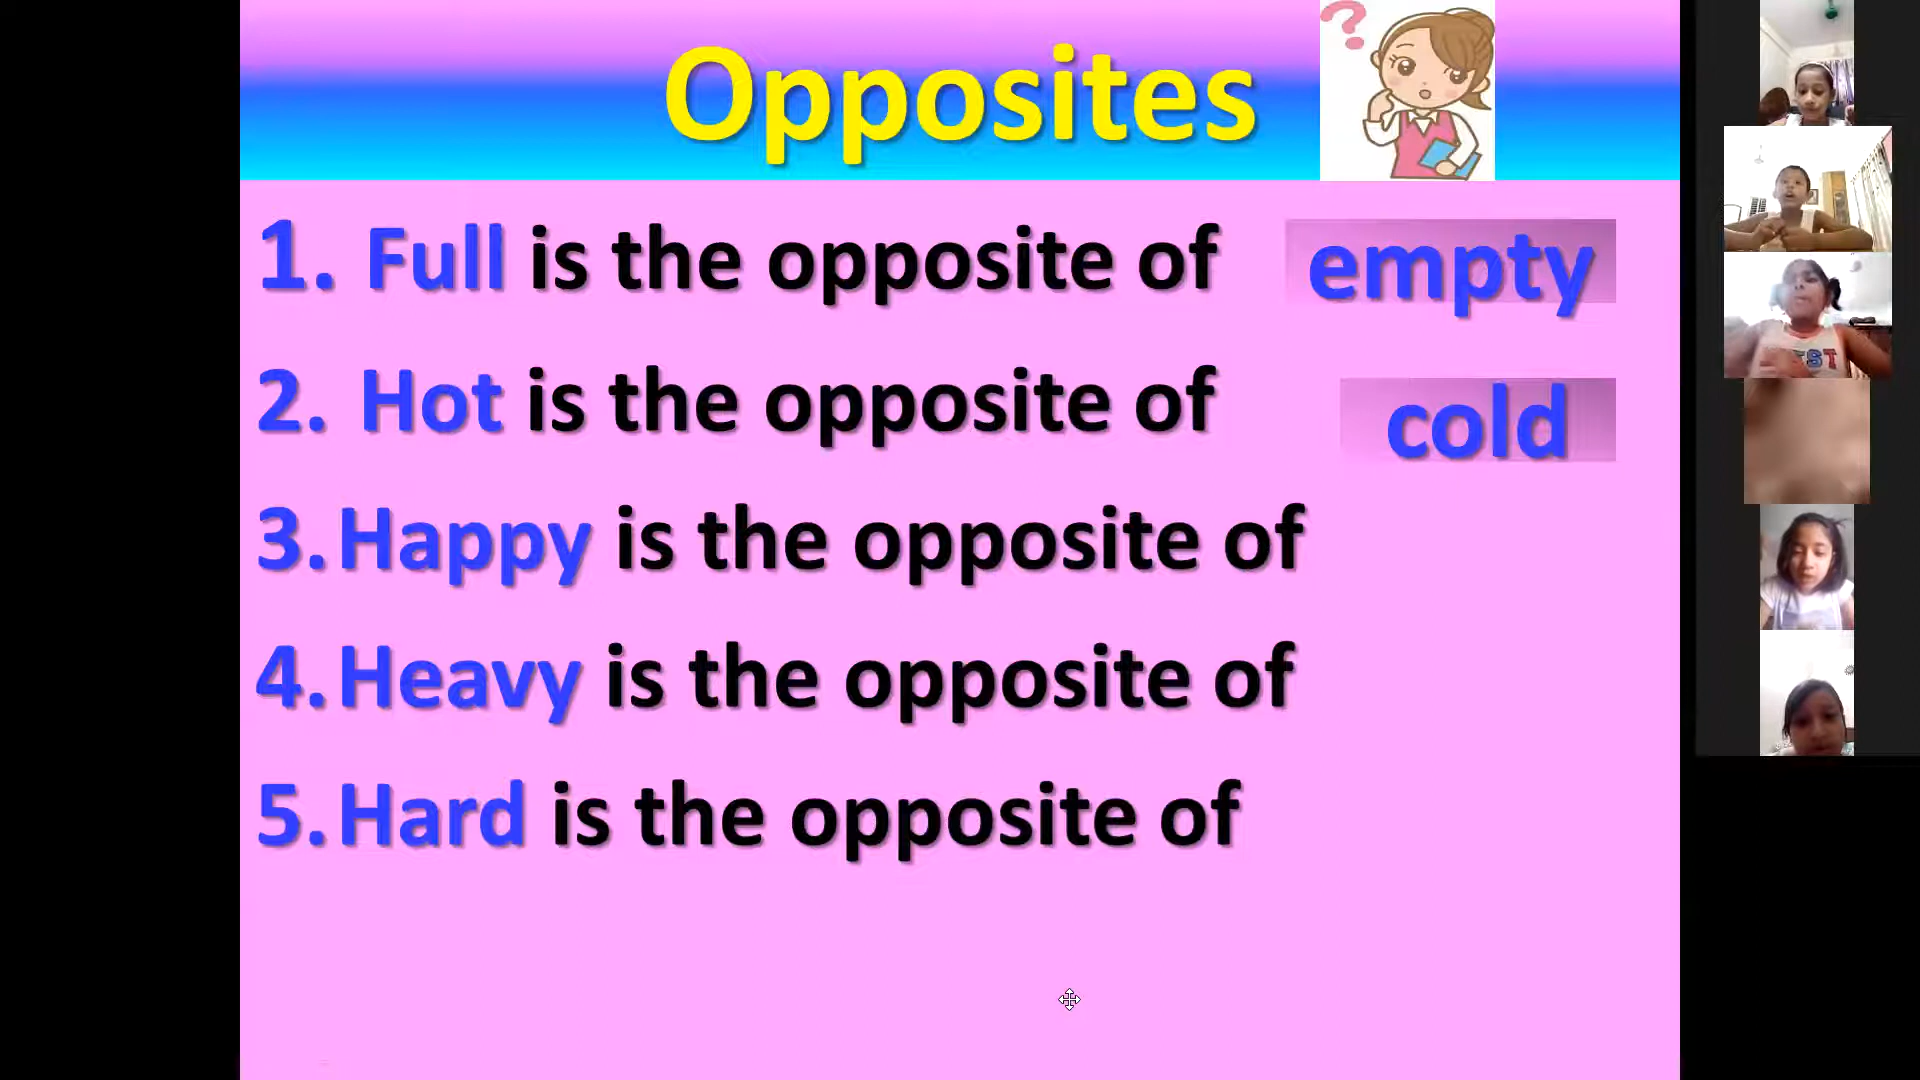 ?
Opposites
1. Full is the opposite of empty
2. Hot is the opposite of cold
3. Happy is the opposite of
4. Heavy is the opposite of
5. Hard is the opposite of